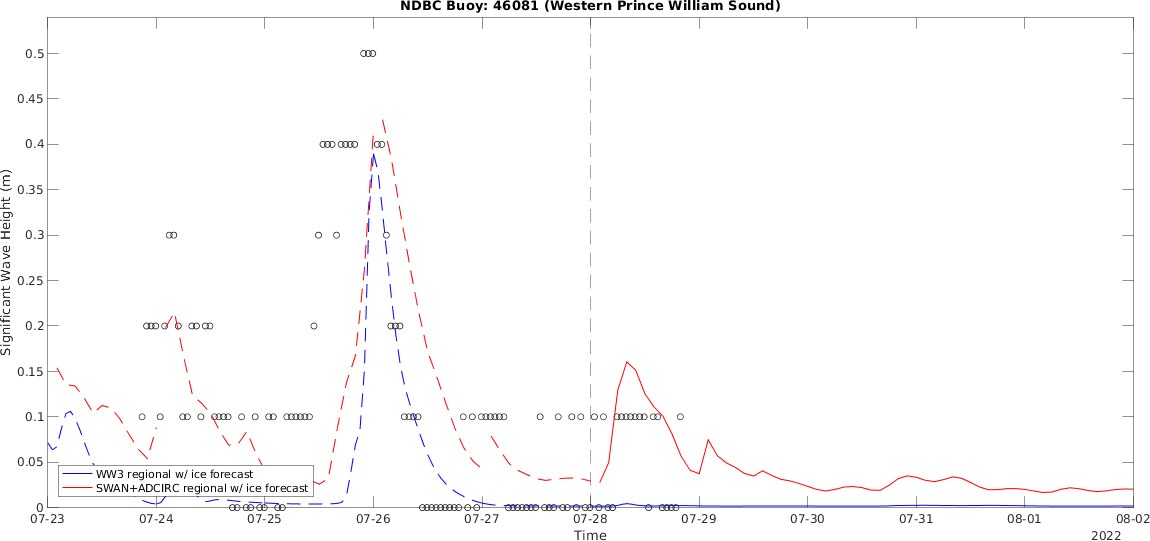 NDBC Buoy: 46081 (Western Prince William Sound)
0.5
0.45
0.4
0.35
0.3
0.25
0.2
0.15
0.1
0.05
0
Significant Wave Height (m)
WW3 regional w/ ice forecast
SWAN+ADCIRC regional w/ ice forecast
07-23 07-24 07-25 07-26 07-27 07-28 07-29 07-30 07-31 08-01 08-02
Time
2022